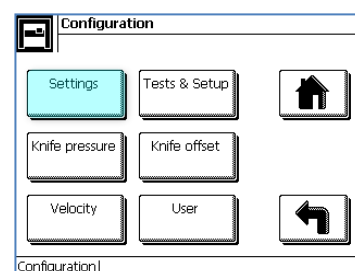 Configuration
Settings
Tests & Setup
Knife pressure
Knife offset
Velocity
User
Configuration|